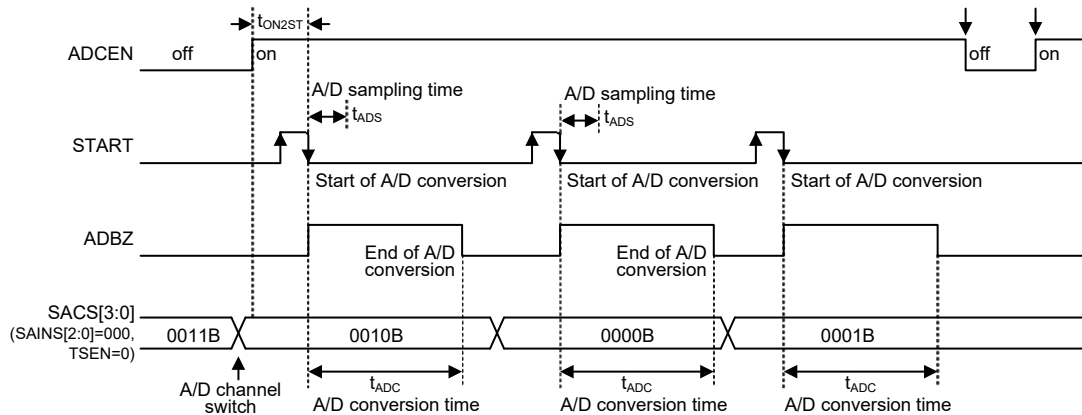 tON2ST
ADCEN
off
on
off
on
A/D sampling time
tADS
A/D sampling time
tADS
START
Start of A/D conversion
Start of A/D conversion
Start of A/D conversion
ADBZ
End of A/D
conversion
End of A/D
conversion
SACS[3:0]
(SAINS[2:0]=000,
TSEN=0)
0011B
0010B
0000B
0001B
A/D channel
switch
tADC
A/D conversion time
tADC
A/D conversion time
tADC
A/D conversion time